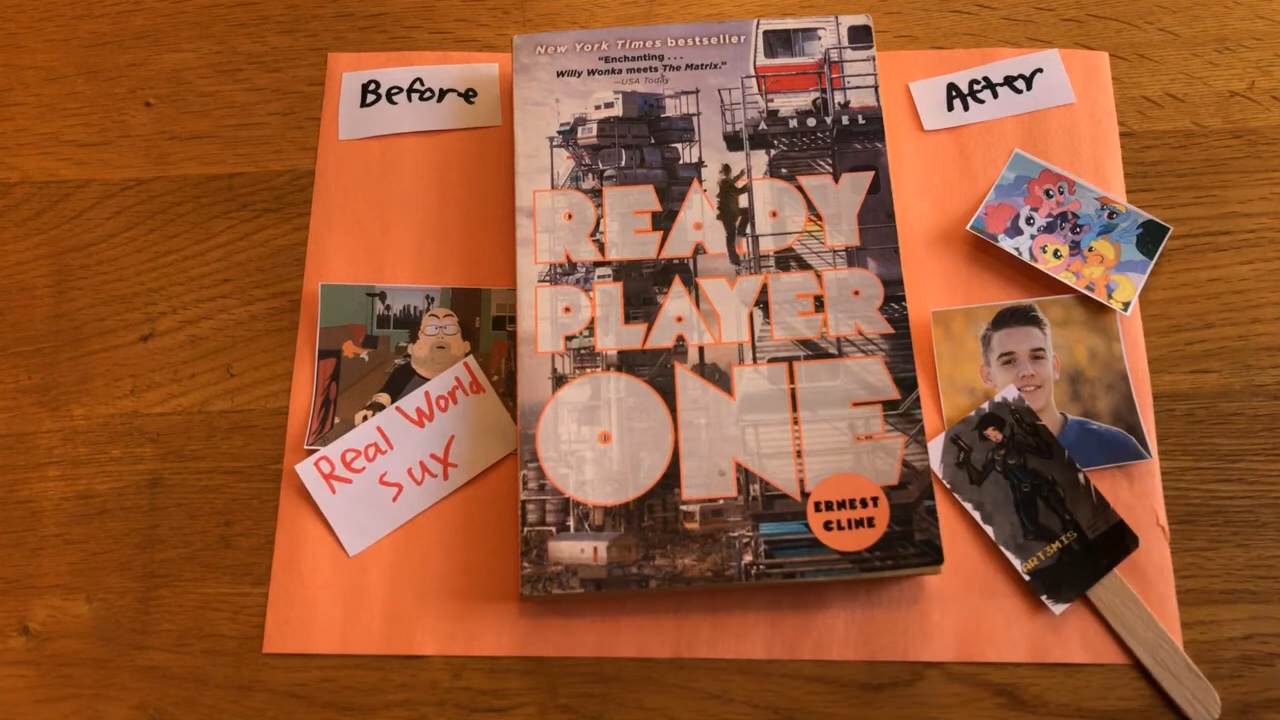 Before
After
New York Times bestseller
"Enchanting . . .
Willy Wonka meets The Matrix."
—USA Today
A NOVEL
READY
PLAYER
ONE
ERNEST
CLINE
Real World
Sux
ART3MIS